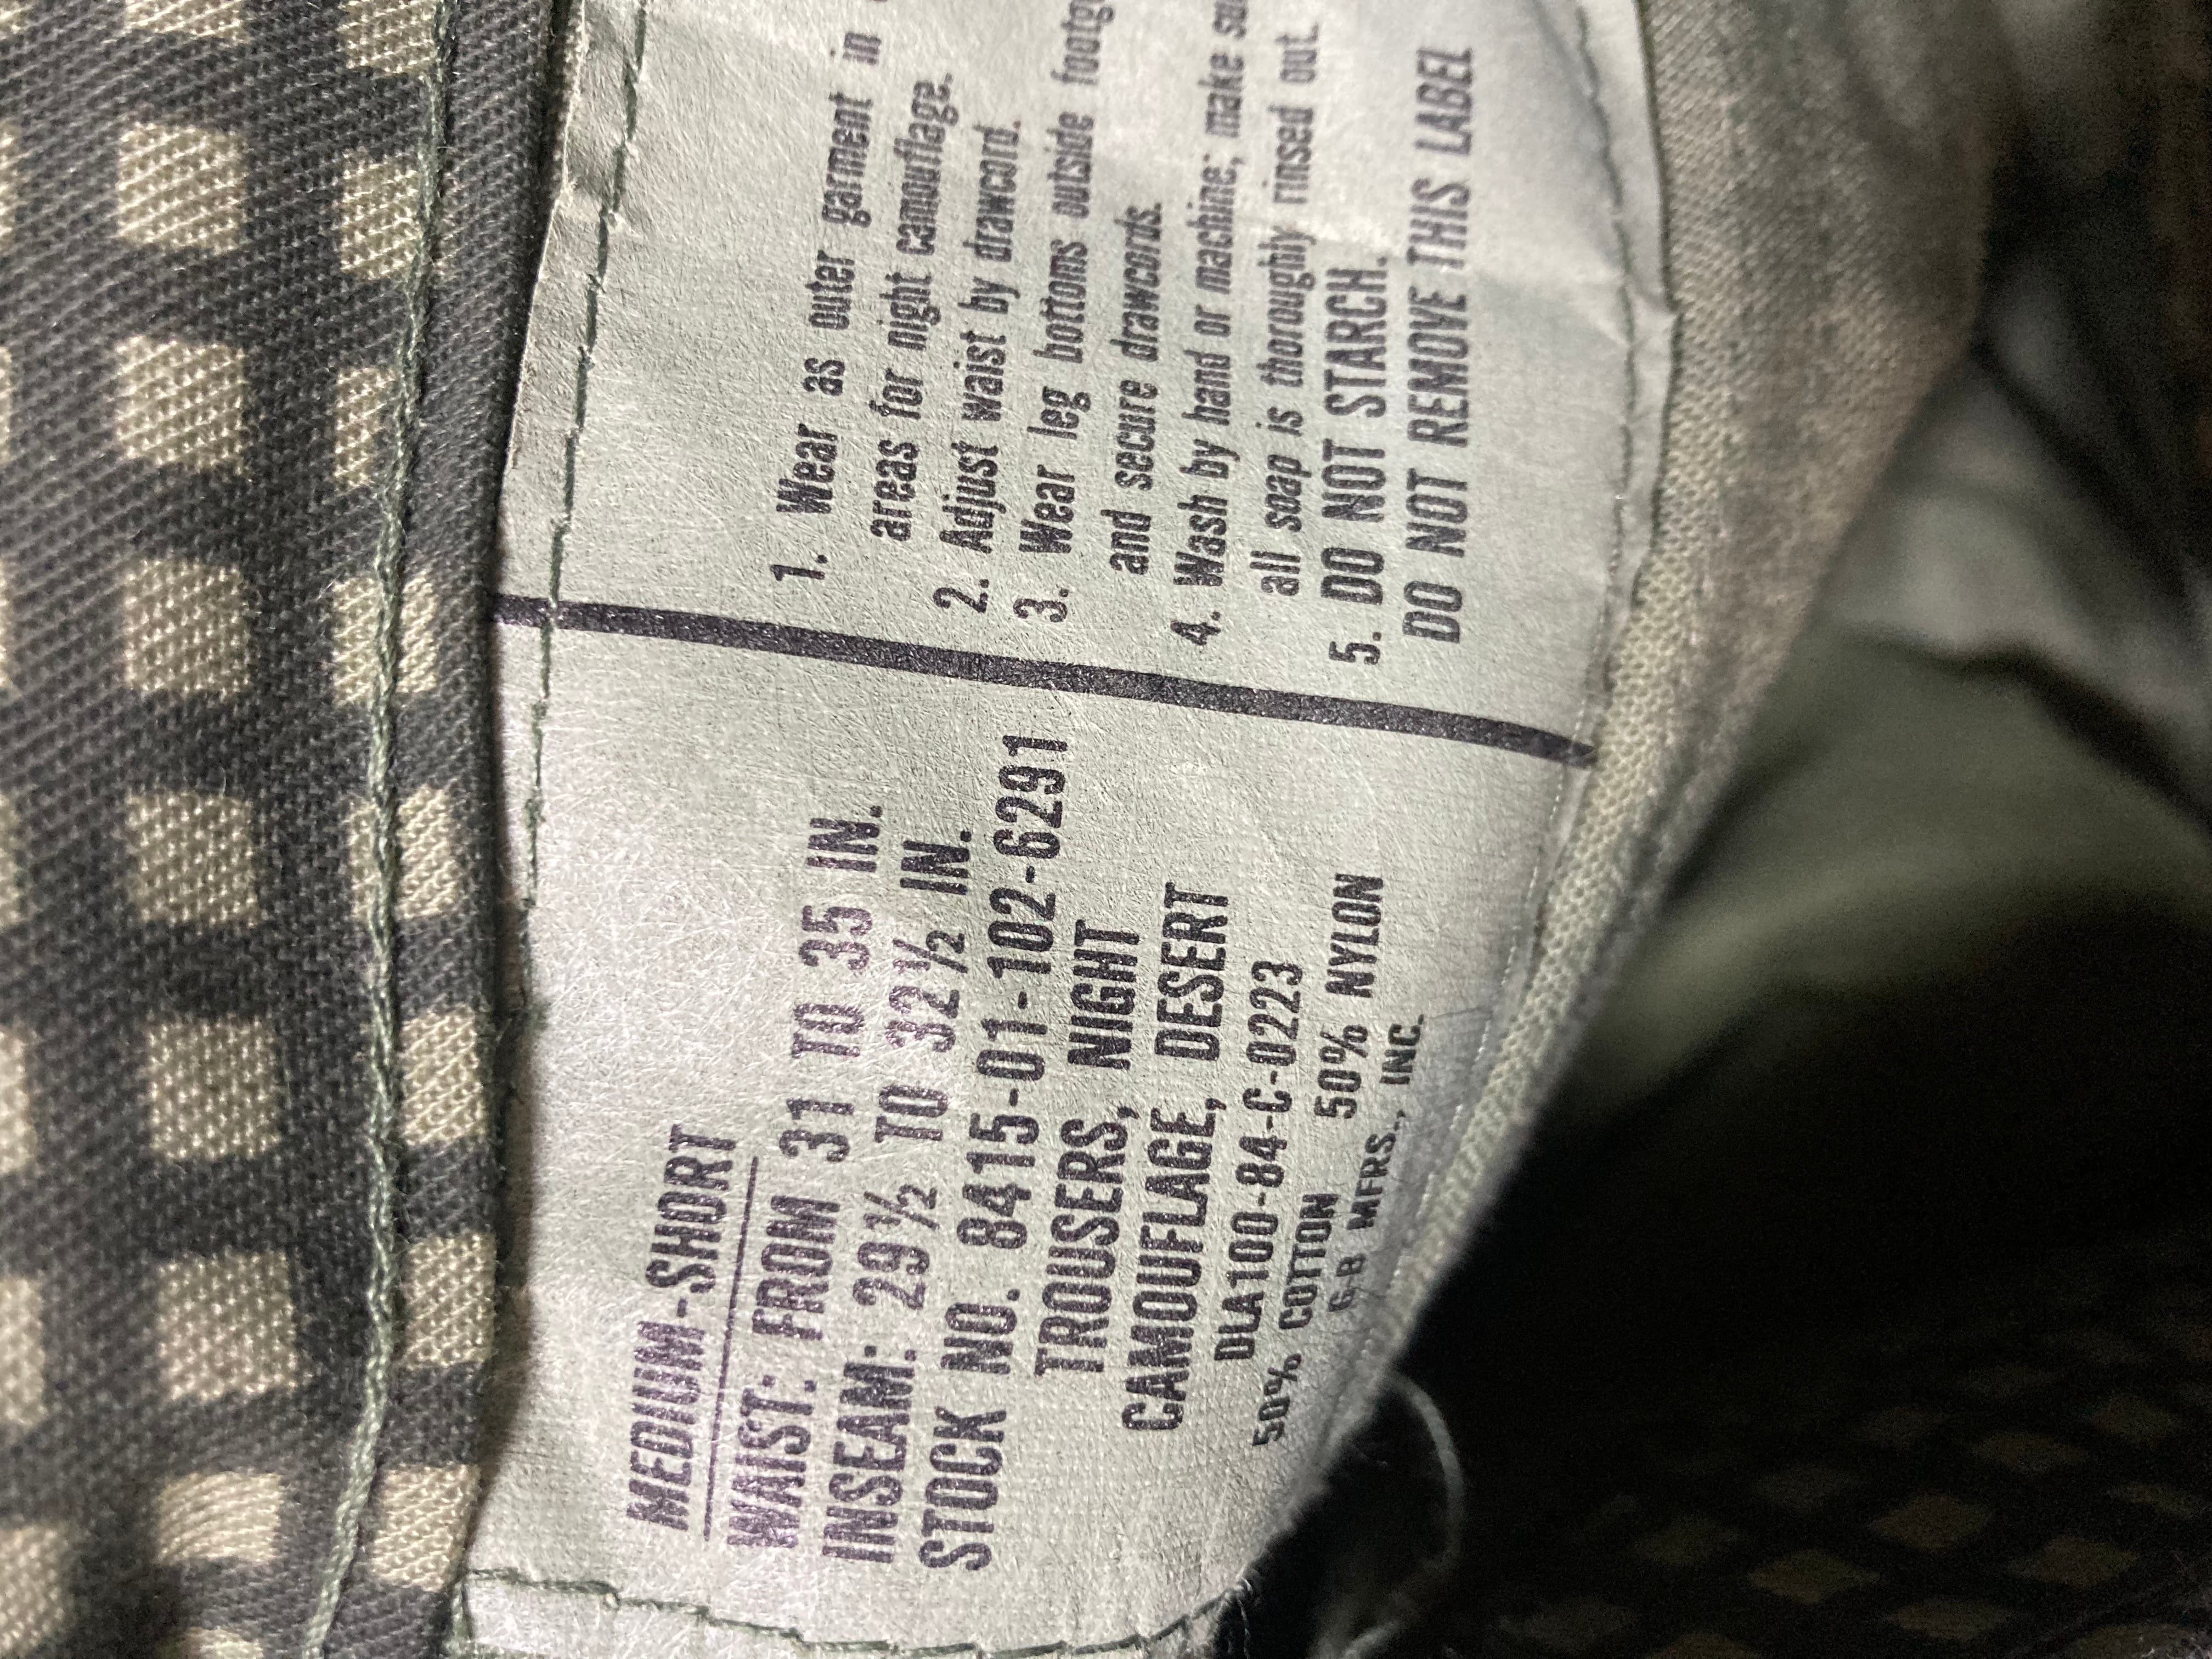 MEDIUM-SHORT
WAIST: FROM 31 TO 35 IN.
INSEAM: 29½ TO 32½ IN.
STOCK NO. 8415-01-102-6291
TROUSERS, NIGHT
CAMOUFLAGE, DESERT
DLA100-84-C-0223
50% COTTON 50% NYLON
G-B MFRS., INC.
1. Wear as outer garment in
areas for night camouflage.
2. Adjust waist by drawcord.
3. Wear leg bottoms outside
and secure drawcords.
4. Wash by hand or machine; make
all soap is thoroughly rinsed out.
5. DO NOT STARCH.
DO NOT REMOVE THIS LABEL